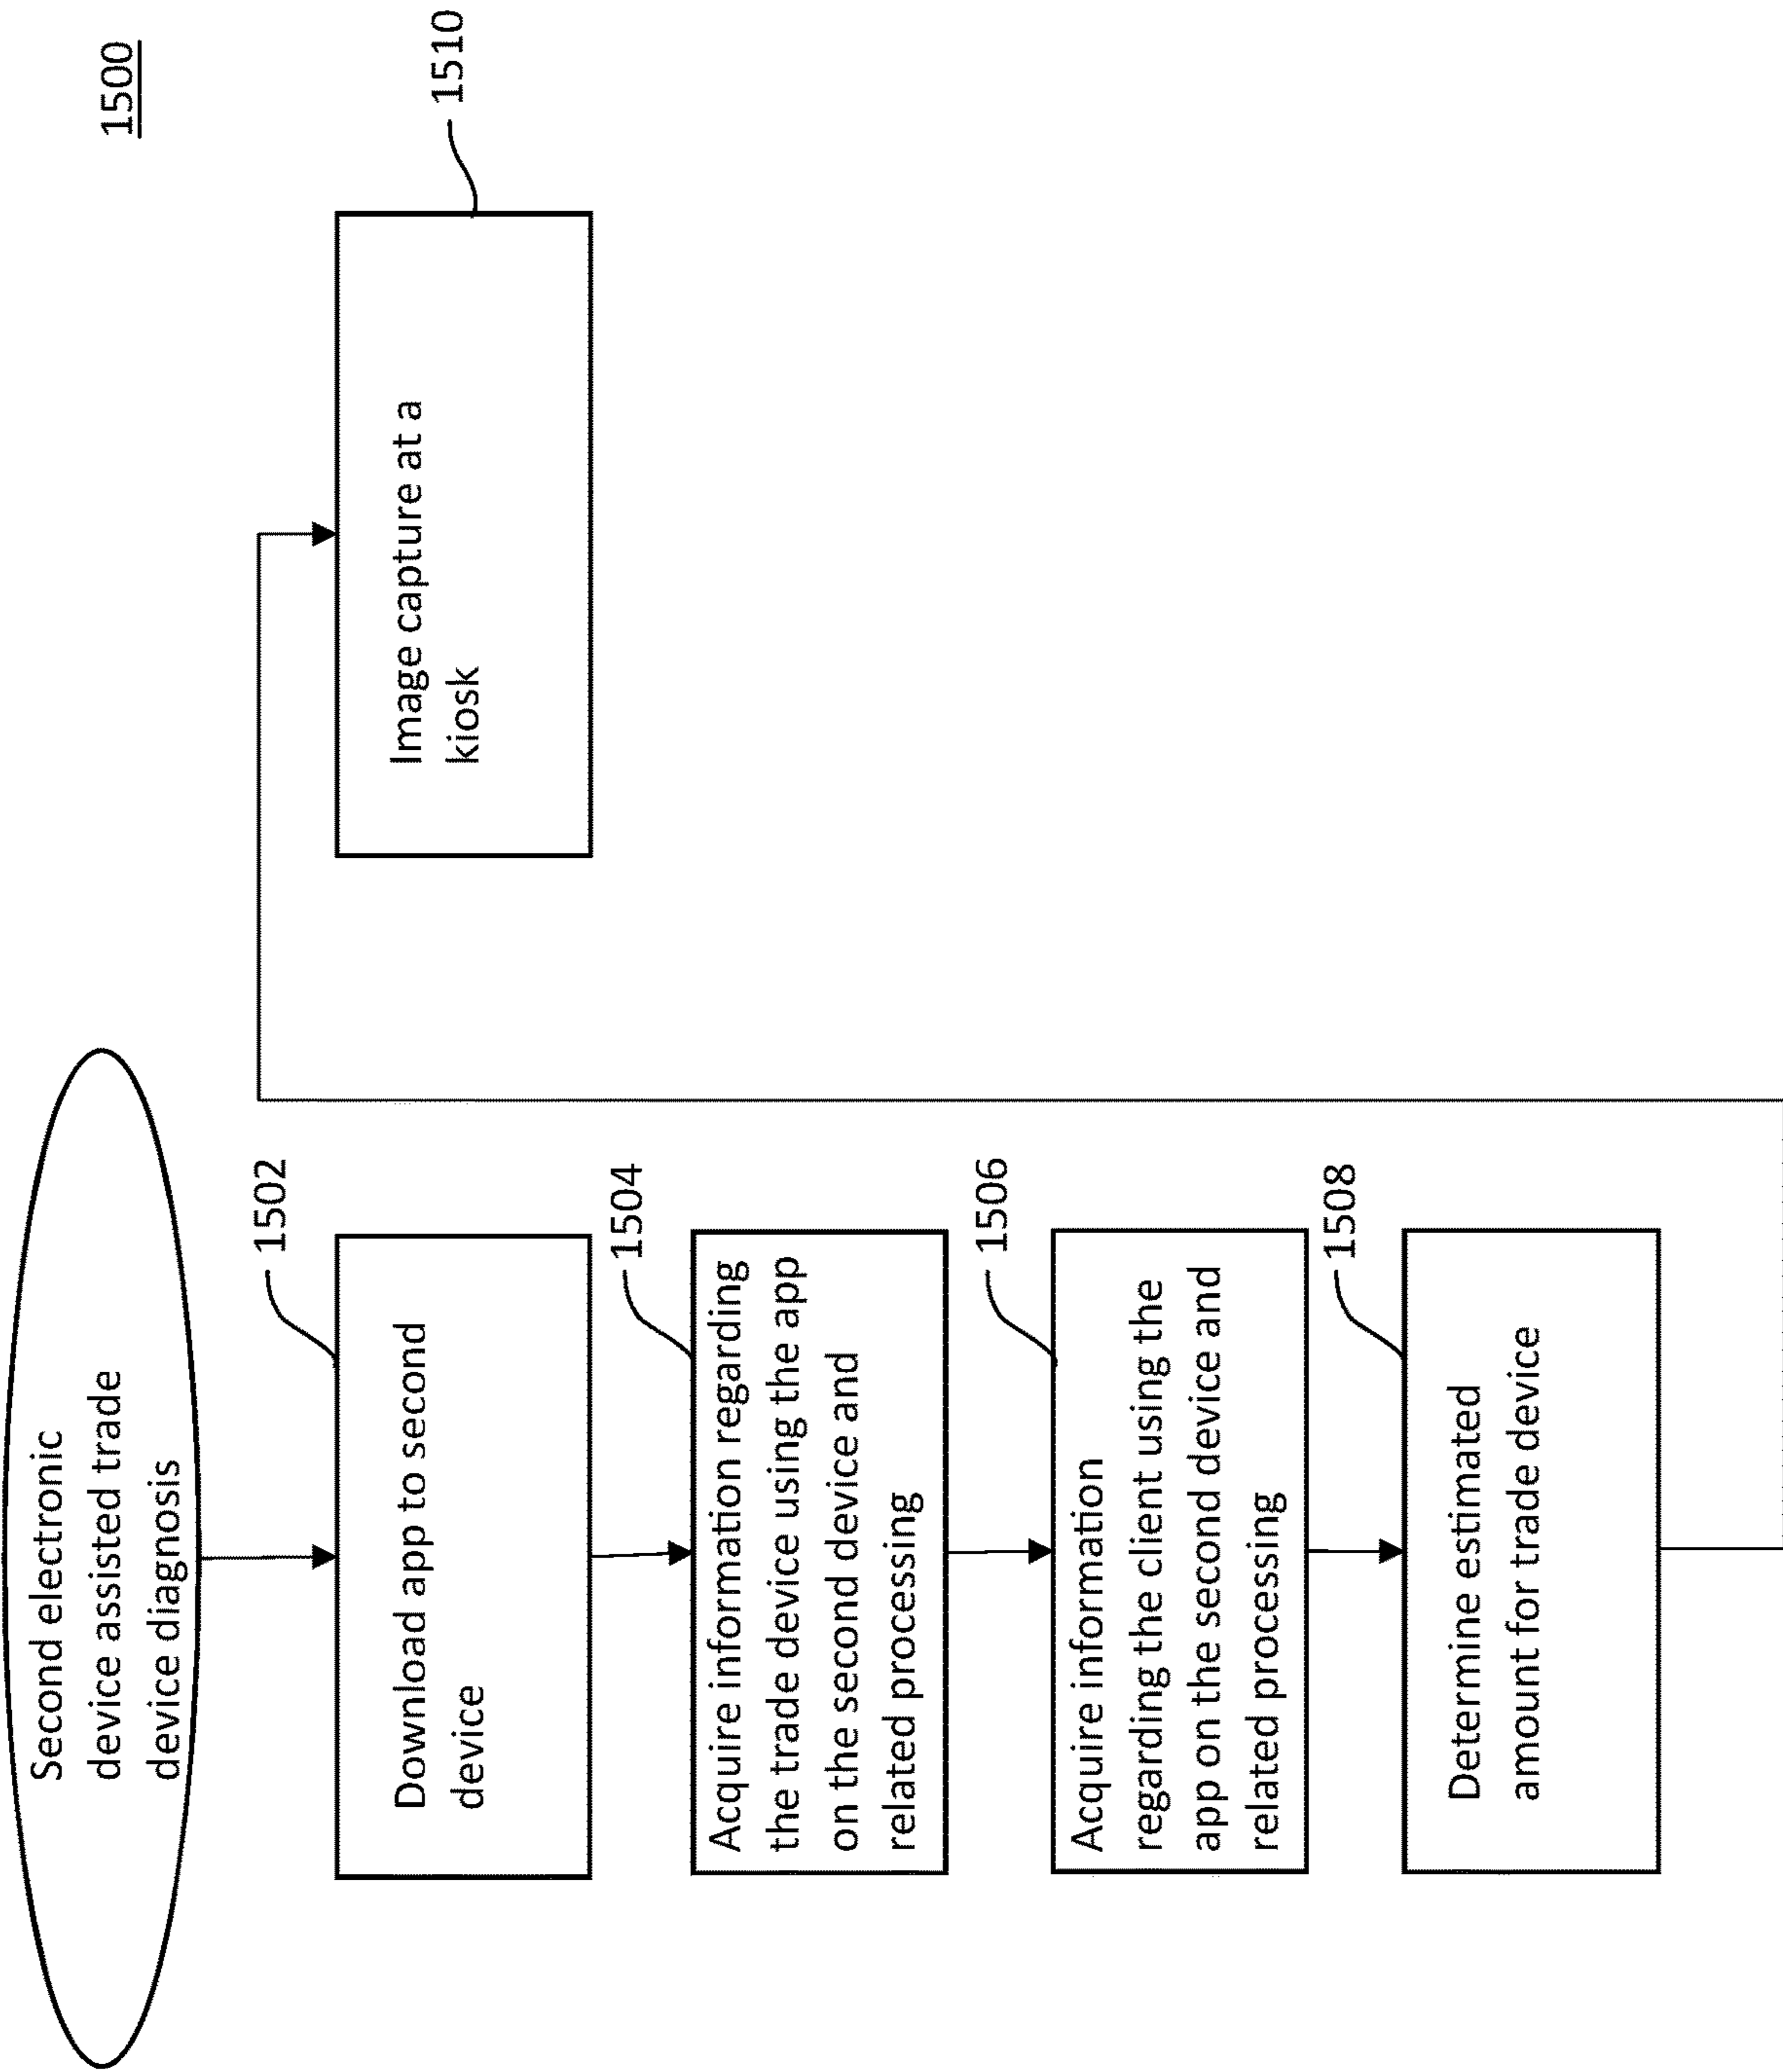 1500
Second electronic
device assisted trade
device diagnosis
1502
Download app to second
device
1504
Acquire information regarding
the trade device using the app
on the second device and
related processing
1506
Acquire information
regarding the client using the
app on the second device and
related processing
1508
Determine estimated
amount for trade device
1510
Image capture at a
kiosk